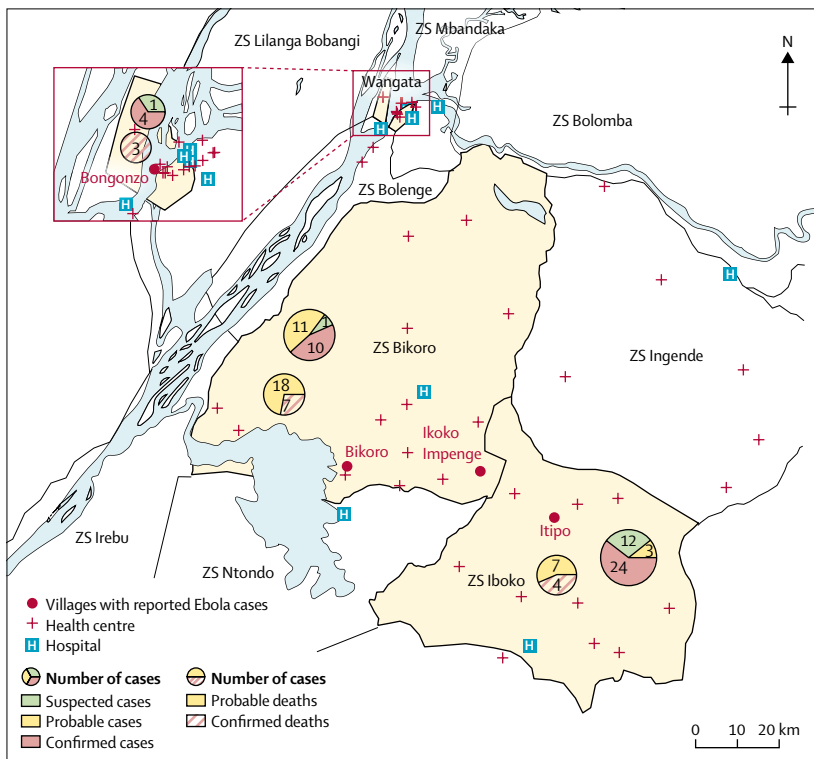 ZS Lilanga Bobangi
ZS Mbandaka
N
Wangata
H
H
H
ZS Bolomba
1
4
3
Bongonzo
H
H
H
H
H
ZS Bolenge
H
11
1
10
ZS Bikoro
ZS Ingende
18
7
H
Bikoro
Ikoko
Impenge
H
Itipo
ZS Irebu
ZS Ntondo
12
3
24
7
4
ZS Iboko
H
Villages with reported Ebola cases
Health centre
H Hospital
Number of cases
Suspected cases
Probable cases
Confirmed cases
Number of cases
Probable deaths
Confirmed deaths
0 10 20 km